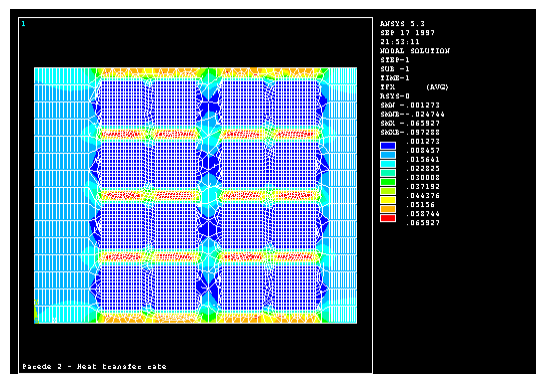 1
ANSYS 5.3
SEP 17 1997
21:53:11
NODAL SOLUTION
STEP=1
SUB =1
TIME=1
TFX (AVG)
RSYS=0
SMN =.001273
SMNB=-.024744
SMX =.065927
SMXB=.097288
.001273
.008457
.015641
.022825
.030008
.037192
.044376
.05156
.058744
.065927
Facede 2 - Heat transfer rate